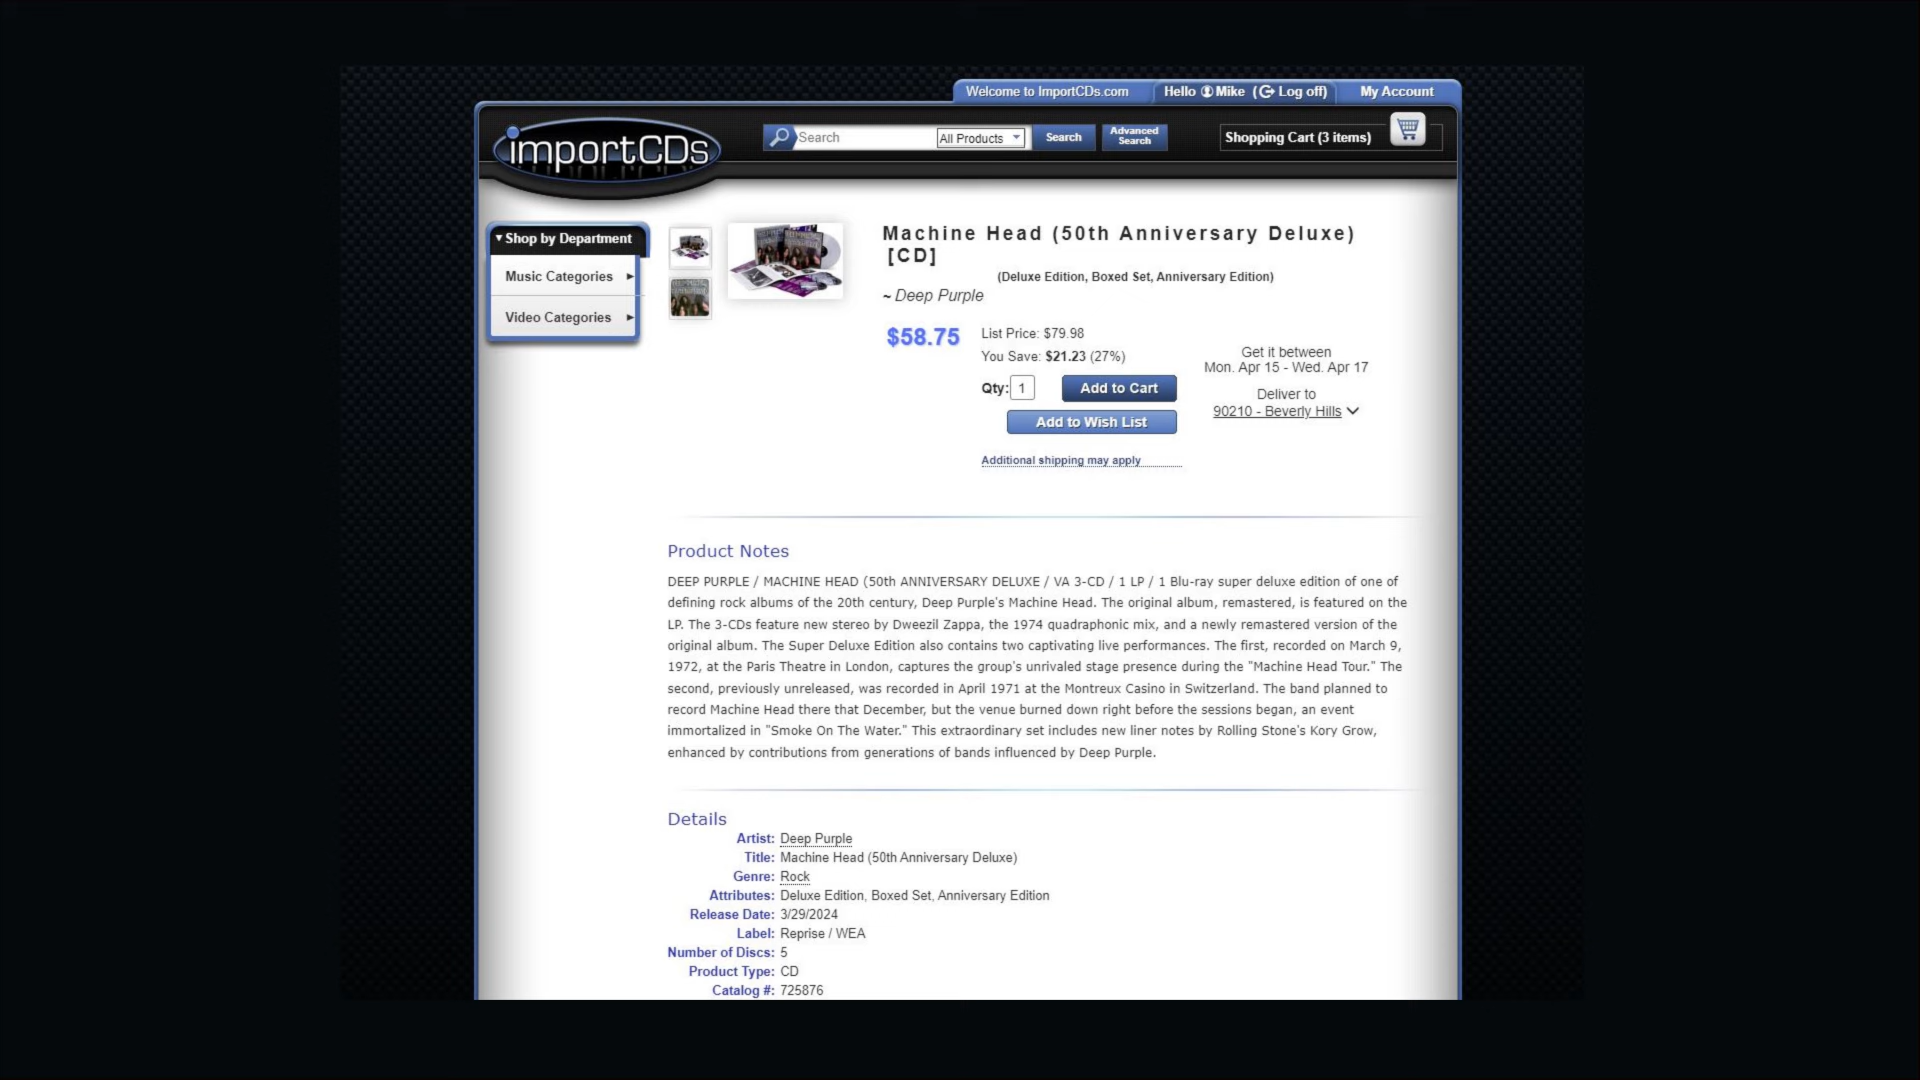 Welcome to ImportCDs.com
Hello Mike (Log off)
My Account
importCDs
Search
All Products
Search
Advanced
Search
Shopping Cart (3 items)
Shop by Department
Music Categories
Video Categories
Machine Head (50th Anniversary Deluxe)
[CD]
(Deluxe Edition, Boxed Set, Anniversary Edition)
~ Deep Purple
$58.75
List Price: $79.98
You Save: $21.23 (27%)
Qty: 1
Add to Cart
Add to Wish List
Additional shipping may apply
Get it between
Mon. Apr 15 - Wed. Apr 17
Deliver to
90210 - Beverly Hills
Product Notes
DEEP PURPLE / MACHINE HEAD (50th ANNIVERSARY DELUXE / VA 3-CD / 1 LP / 1 Blu-ray super deluxe edition of one of
defining rock albums of the 20th century, Deep Purple's Machine Head. The original album, remastered, is featured on the
LP. The 3-CDs feature new stereo by Dweezil Zappa, the 1974 quadraphonic mix, and a newly remastered version of the
original album. The Super Deluxe Edition also contains two captivating live performances. The first, recorded on March 9,
1972, at the Paris Theatre in London, captures the group's unrivaled stage presence during the "Machine Head Tour." The
second, previously unreleased, was recorded in April 1971 at the Montreux Casino in Switzerland. The band planned to
record Machine Head there that December, but the venue burned down right before the sessions began, an event
immortalized in "Smoke On The Water." This extraordinary set includes new liner notes by Rolling Stone's Kory Grow,
enhanced by contributions from generations of bands influenced by Deep Purple.
Details
Artist: Deep Purple
Title: Machine Head (50th Anniversary Deluxe)
Genre: Rock
Attributes: Deluxe Edition, Boxed Set, Anniversary Edition
Release Date: 3/29/2024
Label: Reprise / WEA
Number of Discs: 5
Product Type: CD
Catalog #: 725876